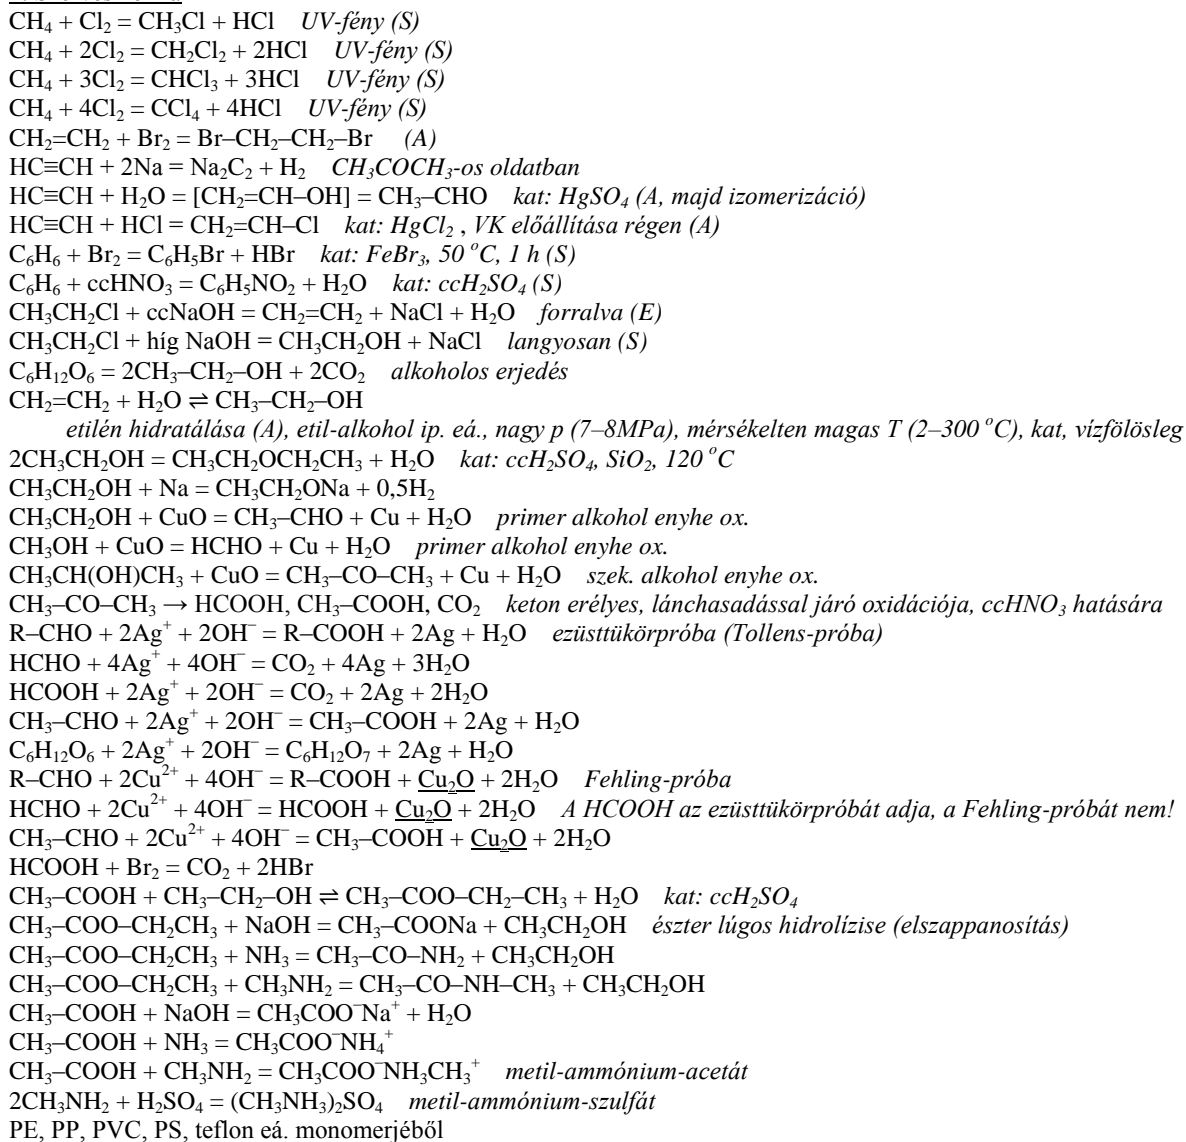 CH₄ + Cl₂ = CH₃Cl + HCl UV-fény (S)
CH₄ + 2Cl₂ = CH₂Cl₂ + 2HCl UV-fény (S)
CH₄ + 3Cl₂ = CHCl₃ + 3HCl UV-fény (S)
CH₄ + 4Cl₂ = CCl₄ + 4HCl UV-fény (S)
CH₂=CH₂ + Br₂ = Br–CH₂–CH₂–Br (A)
HC≡CH + 2Na = Na₂C₂ + H₂ CH₃COCH₃-os oldatban
HC≡CH + H₂O = [CH₂=CH–OH] = CH₃–CHO kat: HgSO₄ (A, majd izomerizáció)
HC≡CH + HCl = CH₂=CH–Cl kat: HgCl₂ , VK előállítása régen (A)
C₆H₆ + Br₂ = C₆H₅Br + HBr kat: FeBr₃, 50 °C, 1 h (S)
C₆H₆ + ccHNO₃ = C₆H₅NO₂ + H₂O kat: ccH₂SO₄ (S)
CH₃CH₂Cl + ccNaOH = CH₂=CH₂ + NaCl + H₂O forralva (E)
CH₃CH₂Cl + híg NaOH = CH₃CH₂OH + NaCl langyosan (S)
C₆H₁₂O₆ = 2CH₃–CH₂–OH + 2CO₂ alkoholos erjedés
CH₂=CH₂ + H₂O ⇌ CH₃–CH₂–OH
etilén hidratálása (A), etil-alkohol ip. eá., nagy p (7–8MPa), mérsékelten magas T (2–300 °C), kat, vízfölösleg
2CH₃CH₂OH = CH₃CH₂OCH₂CH₃ + H₂O kat: ccH₂SO₄, SiO₂, 120 °C
CH₃CH₂OH + Na = CH₃CH₂ONa + 0,5H₂
CH₃CH₂OH + CuO = CH₃–CHO + Cu + H₂O primer alkohol enyhe ox.
CH₃OH + CuO = HCHO + Cu + H₂O primer alkohol enyhe ox.
CH₃CH(OH)CH₃ + CuO = CH₃–CO–CH₃ + Cu + H₂O szek. alkohol enyhe ox.
CH₃–CO–CH₃ → HCOOH, CH₃–COOH, CO₂ keton erélyes, lánchasadással járó oxidációja, ccHNO₃ hatására
R–CHO + 2Ag⁺ + 2OH⁻ = R–COOH + 2Ag + H₂O ezüsttükörpróba (Tollens-próba)
HCHO + 4Ag⁺ + 4OH⁻ = CO₂ + 4Ag + 3H₂O
HCOOH + 2Ag⁺ + 2OH⁻ = CO₂ + 2Ag + 2H₂O
CH₃–CHO + 2Ag⁺ + 2OH⁻ = CH₃–COOH + 2Ag + H₂O
C₆H₁₂O₆ + 2Ag⁺ + 2OH⁻ = C₆H₁₂O₇ + 2Ag + H₂O
R–CHO + 2Cu²⁺ + 4OH⁻ = R–COOH + Cu₂O + 2H₂O Fehling-próba
HCHO + 2Cu²⁺ + 4OH⁻ = HCOOH + Cu₂O + 2H₂O A HCOOH az ezüsttükörpróbát adja, a Fehling-próbát nem!
CH₃–CHO + 2Cu²⁺ + 4OH⁻ = CH₃–COOH + Cu₂O + 2H₂O
HCOOH + Br₂ = CO₂ + 2HBr
CH₃–COOH + CH₃–CH₂–OH ⇌ CH₃–COO–CH₂–CH₃ + H₂O kat: ccH₂SO₄
CH₃–COO–CH₂CH₃ + NaOH = CH₃–COONa + CH₃CH₂OH észter lúgos hidrolízise (elszappanosítás)
CH₃–COO–CH₂CH₃ + NH₃ = CH₃–CO–NH₂ + CH₃CH₂OH
CH₃–COO–CH₂CH₃ + CH₃NH₂ = CH₃–CO–NH–CH₃ + CH₃CH₂OH
CH₃–COOH + NaOH = CH₃COO⁻Na⁺ + H₂O
CH₃–COOH + NH₃ = CH₃COO⁻NH₄⁺
CH₃–COOH + CH₃NH₂ = CH₃COO⁻NH₃CH₃⁺ metil-ammónium-acetát
2CH₃NH₂ + H₂SO₄ = (CH₃NH₃)₂SO₄ metil-ammónium-szulfát
PE, PP, PVC, PS, teflon eá. monomerjéből